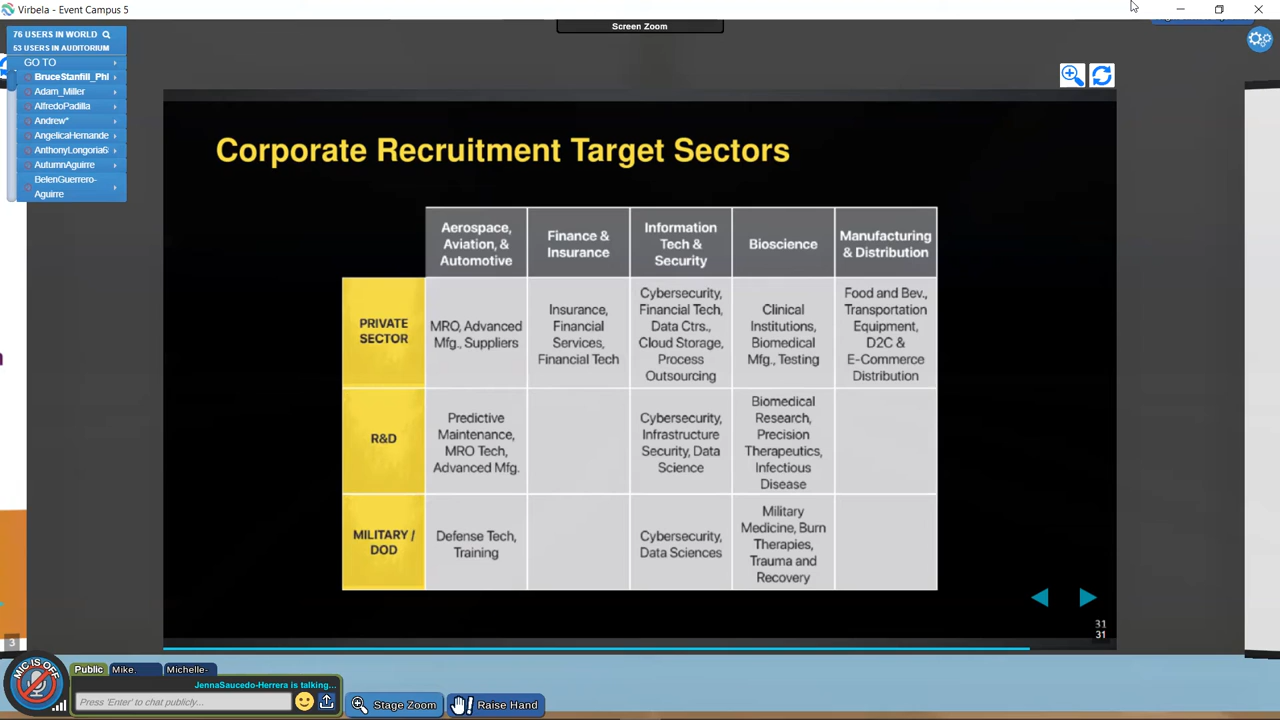 Virbela - Event Campus 5
Screen Zoom
76 USERS IN WORLD
53 USERS IN AUDITORIUM
GO TO
BruceStanfill_Phi
Adam_Miller
AlfredoPadilla
Andrew*
AngelicaHernande
AnthonyLongoria6
AutumnAguirre
BelenGuerrero-
Aguirre
Corporate Recruitment Target Sectors
Aerospace,
Aviation, &
Automotive
Finance &
Insurance
Information
Tech &
Security
Bioscience
Manufacturing
& Distribution
PRIVATE
SECTOR
MRO, Advanced
Mfg., Suppliers
Insurance,
Financial
Services,
Financial Tech
Cybersecurity,
Financial Tech,
Data Ctrs.,
Cloud Storage,
Process
Outsourcing
Clinical
Institutions,
Biomedical
Mfg., Testing
Food and Bev.,
Transportation
Equipment,
D2C &
E-Commerce
Distribution
R&D
Predictive
Maintenance,
MRO Tech,
Advanced Mfg.
Cybersecurity,
Infrastructure
Security, Data
Science
Biomedical
Research,
Precision
Therapeutics,
Infectious
Disease
MILITARY /
DOD
Defense Tech,
Training
Cybersecurity,
Data Sciences
Military
Medicine, Burn
Therapies,
Trauma and
Recovery
31
31
3
MIC IS OFF
Public
Mike.
Michelle-
JennaSaucedo-Herrera is talking...
Press 'Enter' to chat publicly...
Stage Zoom
Raise Hand